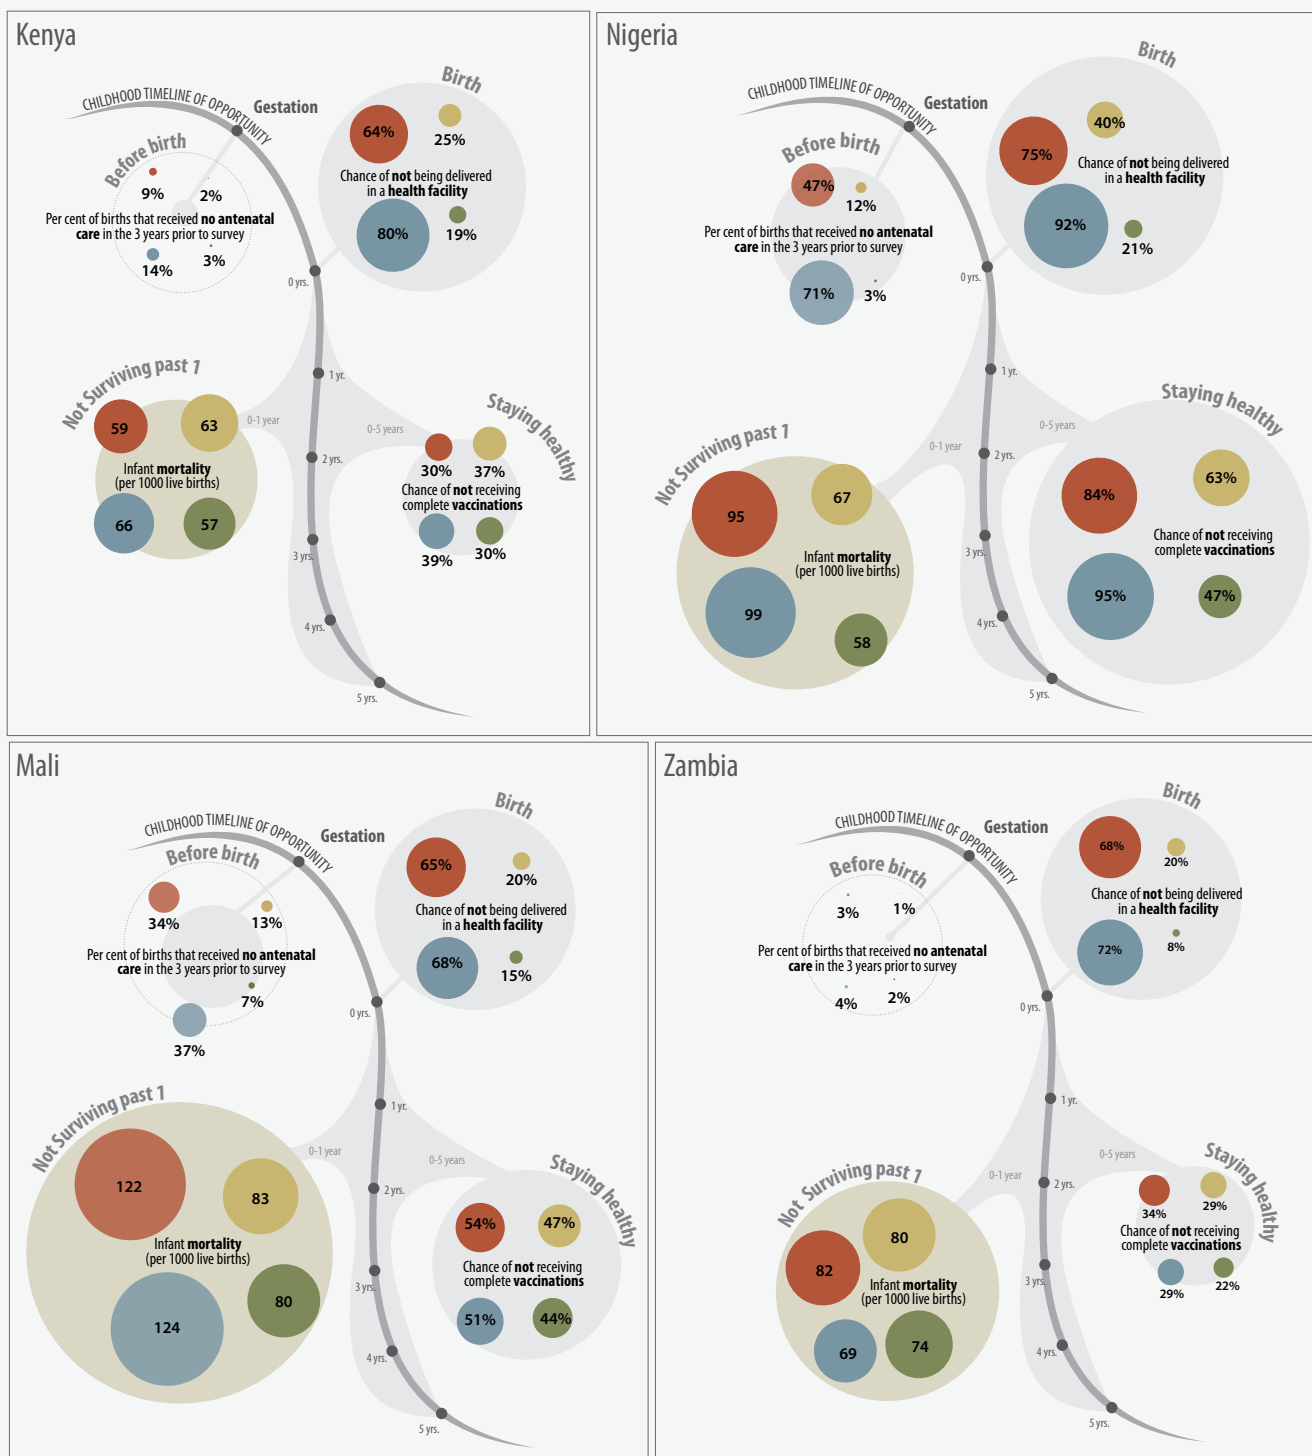 Kenya
CHILDHOOD TIMELINE OF OPPORTUNITY
Gestation
Before birth
9%
2%
Per cent of births that received no antenatal
care in the 3 years prior to survey
14%
3%
Birth
64%
25%
Chance of not being delivered
in a health facility
80%
19%
0 yrs.
1 yr.
2 yrs.
3 yrs.
4 yrs.
5 yrs.
0-1 year
0-5 years
Not Surviving past 1
59
63
Infant mortality
(per 1000 live births)
66
57
Staying healthy
30%
37%
Chance of not receiving
complete vaccinations
39%
30%
Nigeria
CHILDHOOD TIMELINE OF OPPORTUNITY
Gestation
Before birth
47%
12%
Per cent of births that received no antenatal
care in the 3 years prior to survey
71%
3%
Birth
40%
75%
Chance of not being delivered
in a health facility
92%
21%
0 yrs.
1 yr.
2 yrs.
3 yrs.
4 yrs.
5 yrs.
0-1 year
0-5 years
Not Surviving past 1
95
67
Infant mortality
(per 1000 live births)
99
58
Staying healthy
84%
63%
Chance of not receiving
complete vaccinations
95%
47%
Mali
CHILDHOOD TIMELINE OF OPPORTUNITY
Gestation
Before birth
34%
13%
Per cent of births that received no antenatal
care in the 3 years prior to survey
7%
37%
Birth
65%
20%
Chance of not being delivered
in a health facility
68%
15%
0 yrs.
1 yr.
2 yrs.
3 yrs.
4 yrs.
5 yrs.
0-1 year
0-5 years
Not Surviving past 1
122
83
Infant mortality
(per 1000 live births)
124
80
Staying healthy
54%
47%
Chance of not receiving
complete vaccinations
51%
44%
Zambia
CHILDHOOD TIMELINE OF OPPORTUNITY
Gestation
Before birth
3%
1%
Per cent of births that received no antenatal
care in the 3 years prior to survey
4%
2%
Birth
68%
20%
Chance of not being delivered
in a health facility
72%
8%
0 yrs.
1 yr.
2 yrs.
3 yrs.
4 yrs.
5 yrs.
0-1 year
0-5 years
Not Surviving past 1
80
82
Infant mortality
(per 1000 live births)
69
74
Staying healthy
34%
29%
Chance of not receiving
complete vaccinations
29%
22%